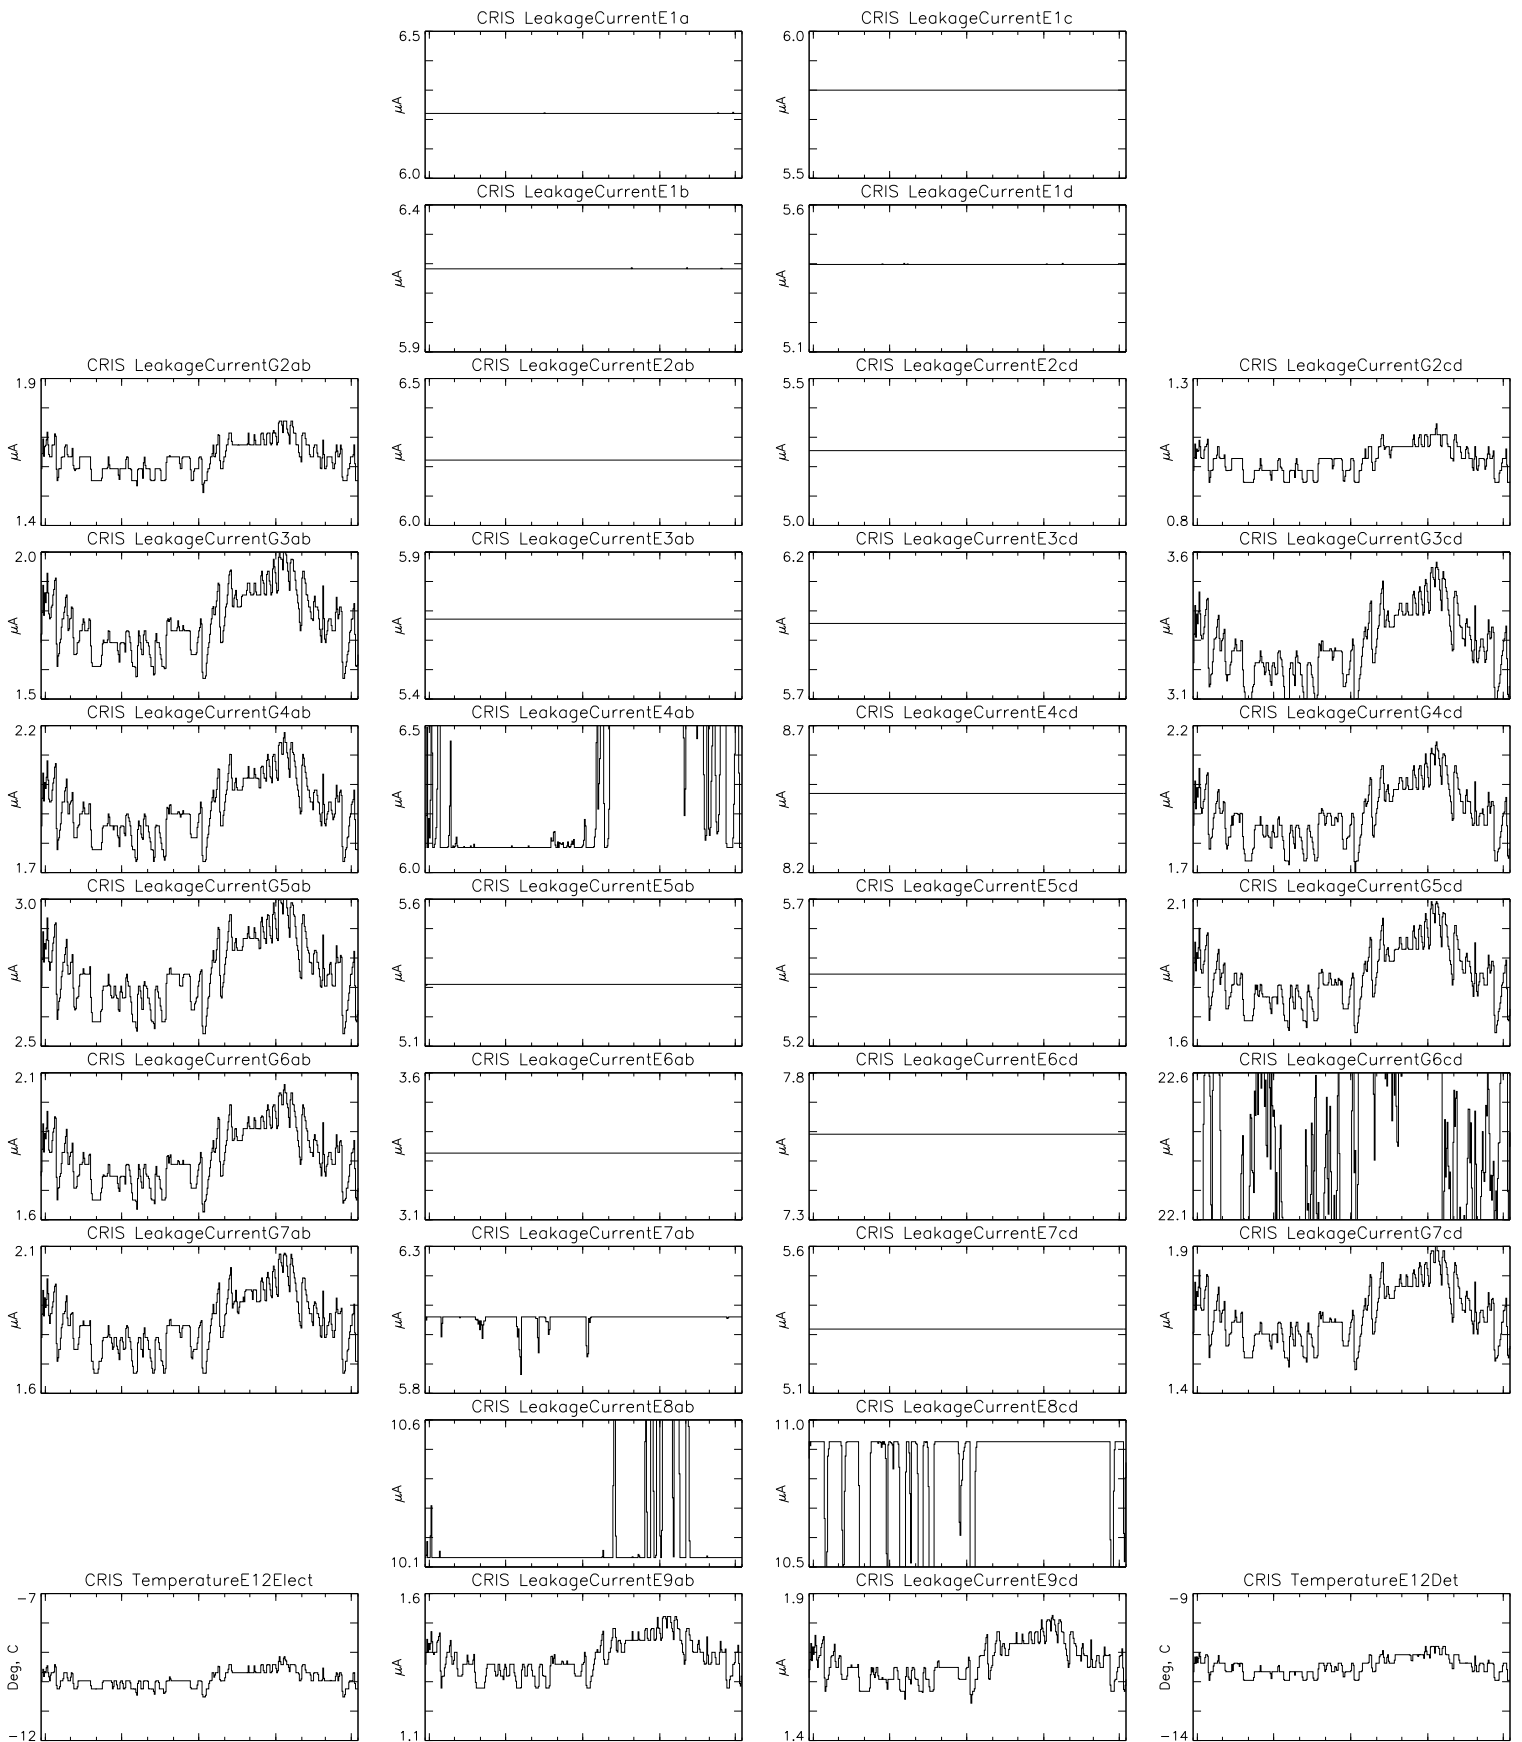 CRIS LeakageCurrentE1a
6.5
μA
6.0
CRIS LeakageCurrentE1c
6.0
μA
5.5
CRIS LeakageCurrentE1b
6.4
μA
5.9
CRIS LeakageCurrentE1d
5.6
μA
5.1
CRIS LeakageCurrentG2ab
1.9
μA
1.4
CRIS LeakageCurrentE2ab
6.5
μA
6.0
CRIS LeakageCurrentE2cd
5.5
μA
5.0
CRIS LeakageCurrentG2cd
1.3
μA
0.8
CRIS LeakageCurrentG3ab
2.0
μA
1.5
CRIS LeakageCurrentE3ab
5.9
μA
5.4
CRIS LeakageCurrentE3cd
6.2
μA
5.7
CRIS LeakageCurrentG3cd
3.6
μA
3.1
CRIS LeakageCurrentG4ab
2.2
μA
1.7
CRIS LeakageCurrentE4ab
6.5
μA
6.0
CRIS LeakageCurrentE4cd
8.7
μA
8.2
CRIS LeakageCurrentG4cd
2.2
μA
1.7
CRIS LeakageCurrentG5ab
3.0
μA
2.5
CRIS LeakageCurrentE5ab
5.6
μA
5.1
CRIS LeakageCurrentE5cd
5.7
μA
5.2
CRIS LeakageCurrentG5cd
2.1
μA
1.6
CRIS LeakageCurrentG6ab
2.1
μA
1.6
CRIS LeakageCurrentE6ab
3.6
μA
3.1
CRIS LeakageCurrentE6cd
7.8
μA
7.3
CRIS LeakageCurrentG6cd
22.6
μA
22.1
CRIS LeakageCurrentG7ab
2.1
μA
1.6
CRIS LeakageCurrentE7ab
6.3
μA
5.8
CRIS LeakageCurrentE7cd
5.6
μA
5.1
CRIS LeakageCurrentG7cd
1.9
μA
1.4
CRIS LeakageCurrentE8ab
10.6
μA
10.1
CRIS LeakageCurrentE8cd
11.0
μA
10.5
CRIS TemperatureE12Elect
-7
Deg, C
-12
CRIS LeakageCurrentE9ab
1.6
μA
1.1
CRIS LeakageCurrentE9cd
1.9
μA
1.4
CRIS TemperatureE12Det
-9
Deg, C
-14